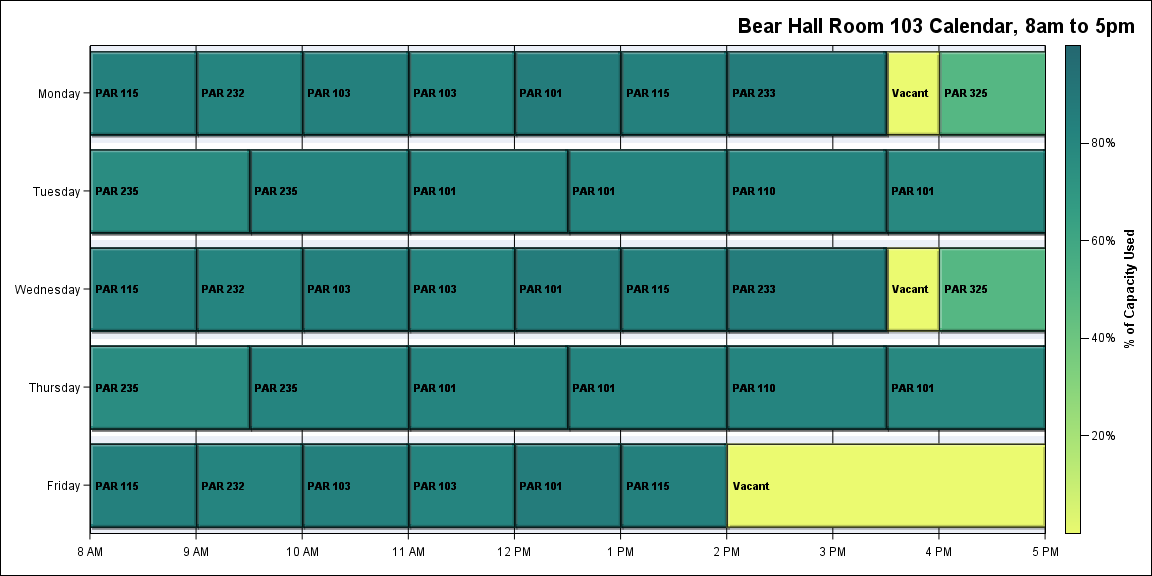 Bear Hall Room 103 Calendar, 8am to 5pm
Monday
PAR 115
PAR 232
PAR 103
PAR 103
PAR 101
PAR 115
PAR 233
Vacant
PAR 325
Tuesday
PAR 235
PAR 235
PAR 101
PAR 101
PAR 110
PAR 101
Wednesday
PAR 115
PAR 232
PAR 103
PAR 103
PAR 101
PAR 115
PAR 233
Vacant
PAR 325
Thursday
PAR 235
PAR 235
PAR 101
PAR 101
PAR 110
PAR 101
Friday
PAR 115
PAR 232
PAR 103
PAR 103
PAR 101
PAR 115
Vacant
8 AM
9 AM
10 AM
11 AM
12 PM
1 PM
2 PM
3 PM
4 PM
5 PM
80%
60%
40%
20%
% of Capacity Used